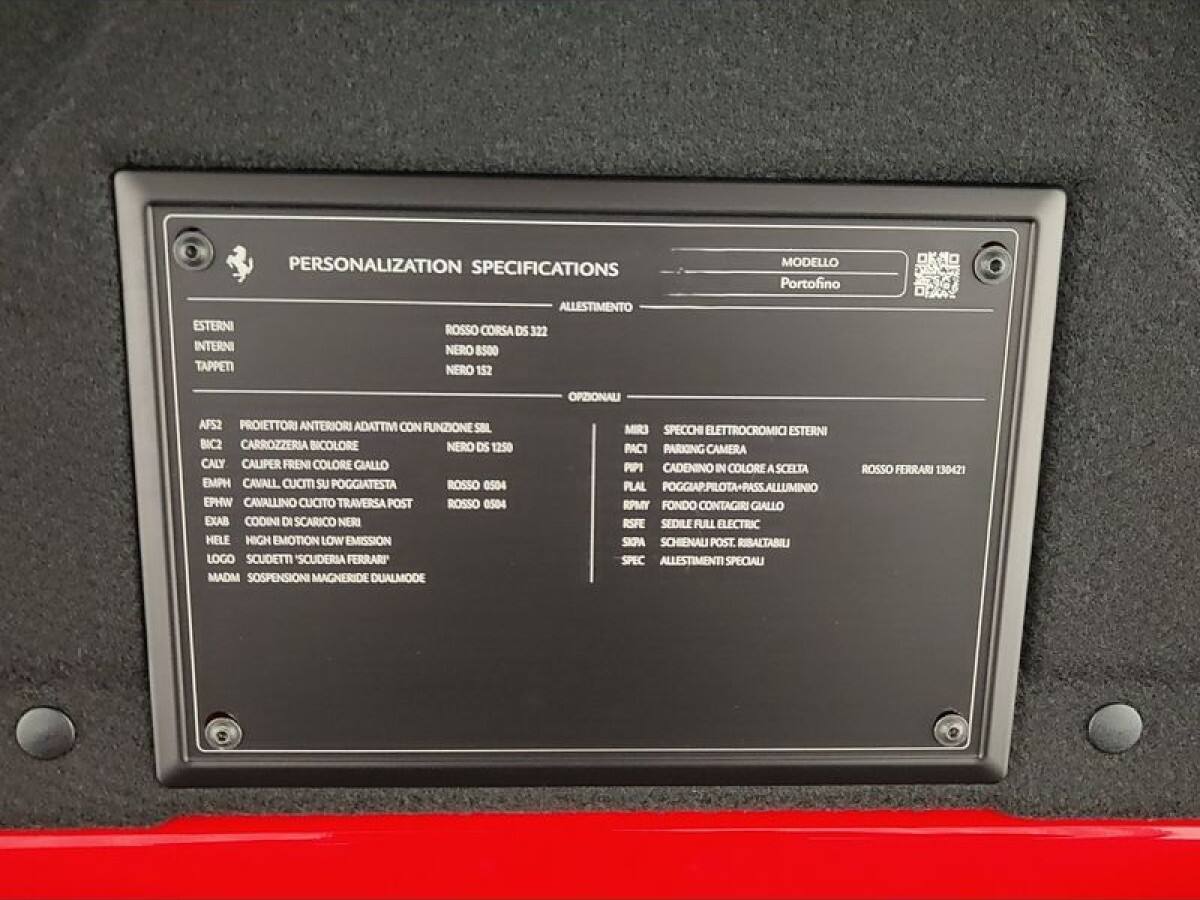 PERSONALIZATION SPECIFICATIONS
MODELLO
Portofino
ALLESTIMENTO
ESTERNI ROSSO CORSA DS 322
INTERNI NERO 8500
TAPPETI NERO 152
OPZIONALI
AFS2 PROIETTORI ANTERIORI ADATTIVI CON FUNZIONE SBL
BIC2 CARROZZERIA BICOLORE NERO DS 1250
CALY CALIPER FRENI COLORE GIALLO
EMPH CAVALL. CUCITI SU POGGIATESTA ROSSO 0504
EPHW CAVALLINO CUCITO TRAVERSA POST ROSSO 0504
EXAB CODINI DI SCARICO NERI
HELE HIGH EMOTION LOW EMISSION
LOGO SCUDETTI 'SCUDERIA FERRARI'
MADM SOSPENSIONI MAGNERIDE DUALMODE
MIR3 SPECCHI ELETTROCROMICI ESTERNI
PAC1 PARKING CAMERA
PIP1 CADENINO IN COLORE A SCELTA ROSSO FERRARI 130421
PLAL POGGIAP.PILOTA+PASS.ALLUMINIO
RPMY FONDO CONTAGIRI GIALLO
RSFE SEDILE FULL ELECTRIC
SKPA SCHIENALI POST. RIBALTABILI
SPEC ALLESTIMENTI SPECIALI